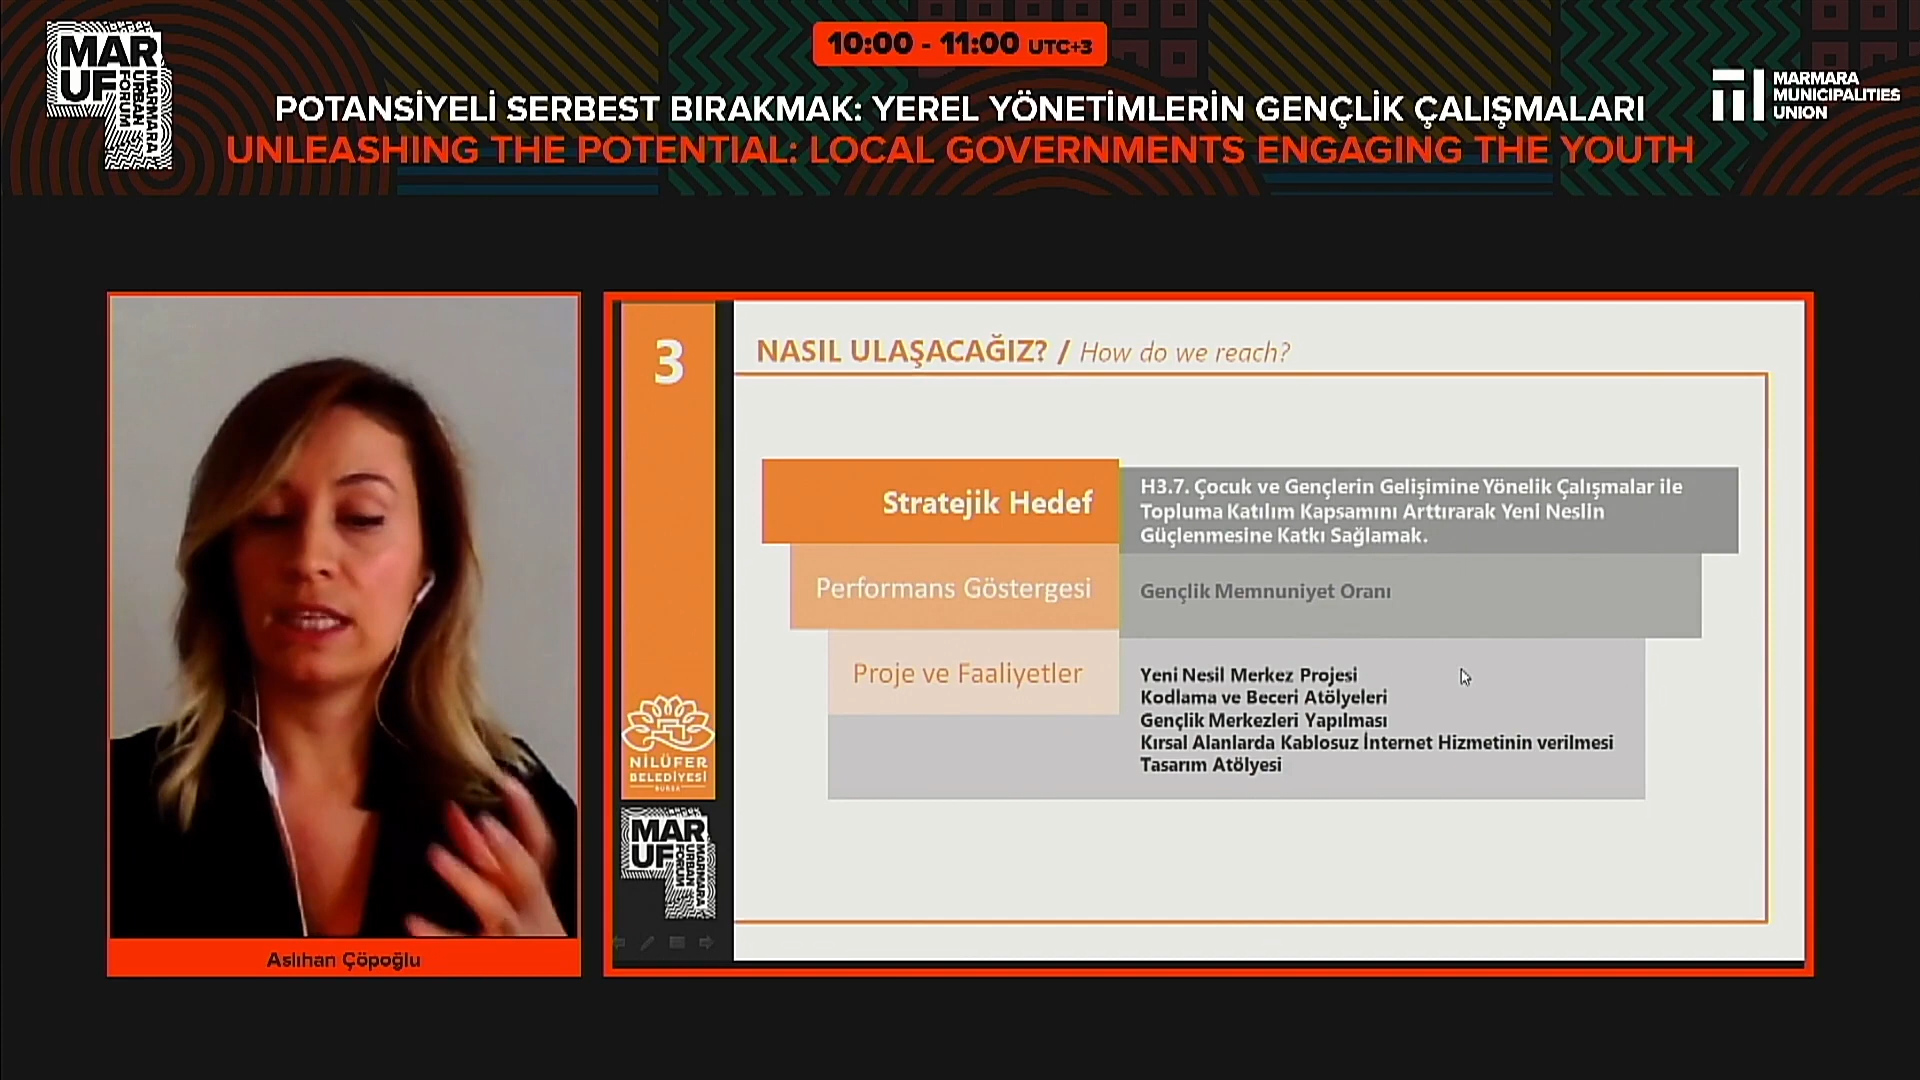 MAR
UF
MARMARA
URBAN
FORUM
10:00 - 11:00 UTC+3
POTANSİYELİ SERBEST BIRAKMAK: YEREL YÖNETİMLERİN GENÇLİK ÇALIŞMALARI
UNLEASHING THE POTENTIAL: LOCAL GOVERNMENTS ENGAGING THE YOUTH
MARMARA
MUNICIPALITIES
UNION
Aslıhan Çöpoğlu
3
NİLÜFER
BELEDİYESİ
BURSA
MAR
UF
MARMARA
URBAN
FORUM
NASIL ULAŞACAĞIZ? / How do we reach?
Stratejik Hedef
H3.7. Çocuk ve Gençlerin Gelişimine Yönelik Çalışmalar ile
Topluma Katılım Kapsamını Arttırarak Yeni Neslin
Güçlenmesine Katkı Sağlamak.
Performans Göstergesi
Gençlik Memnuniyet Oranı
Proje ve Faaliyetler
Yeni Nesil Merkez Projesi
Kodlama ve Beceri Atölyeleri
Gençlik Merkezleri Yapılması
Kırsal Alanlarda Kablosuz İnternet Hizmetinin verilmesi
Tasarım Atölyesi